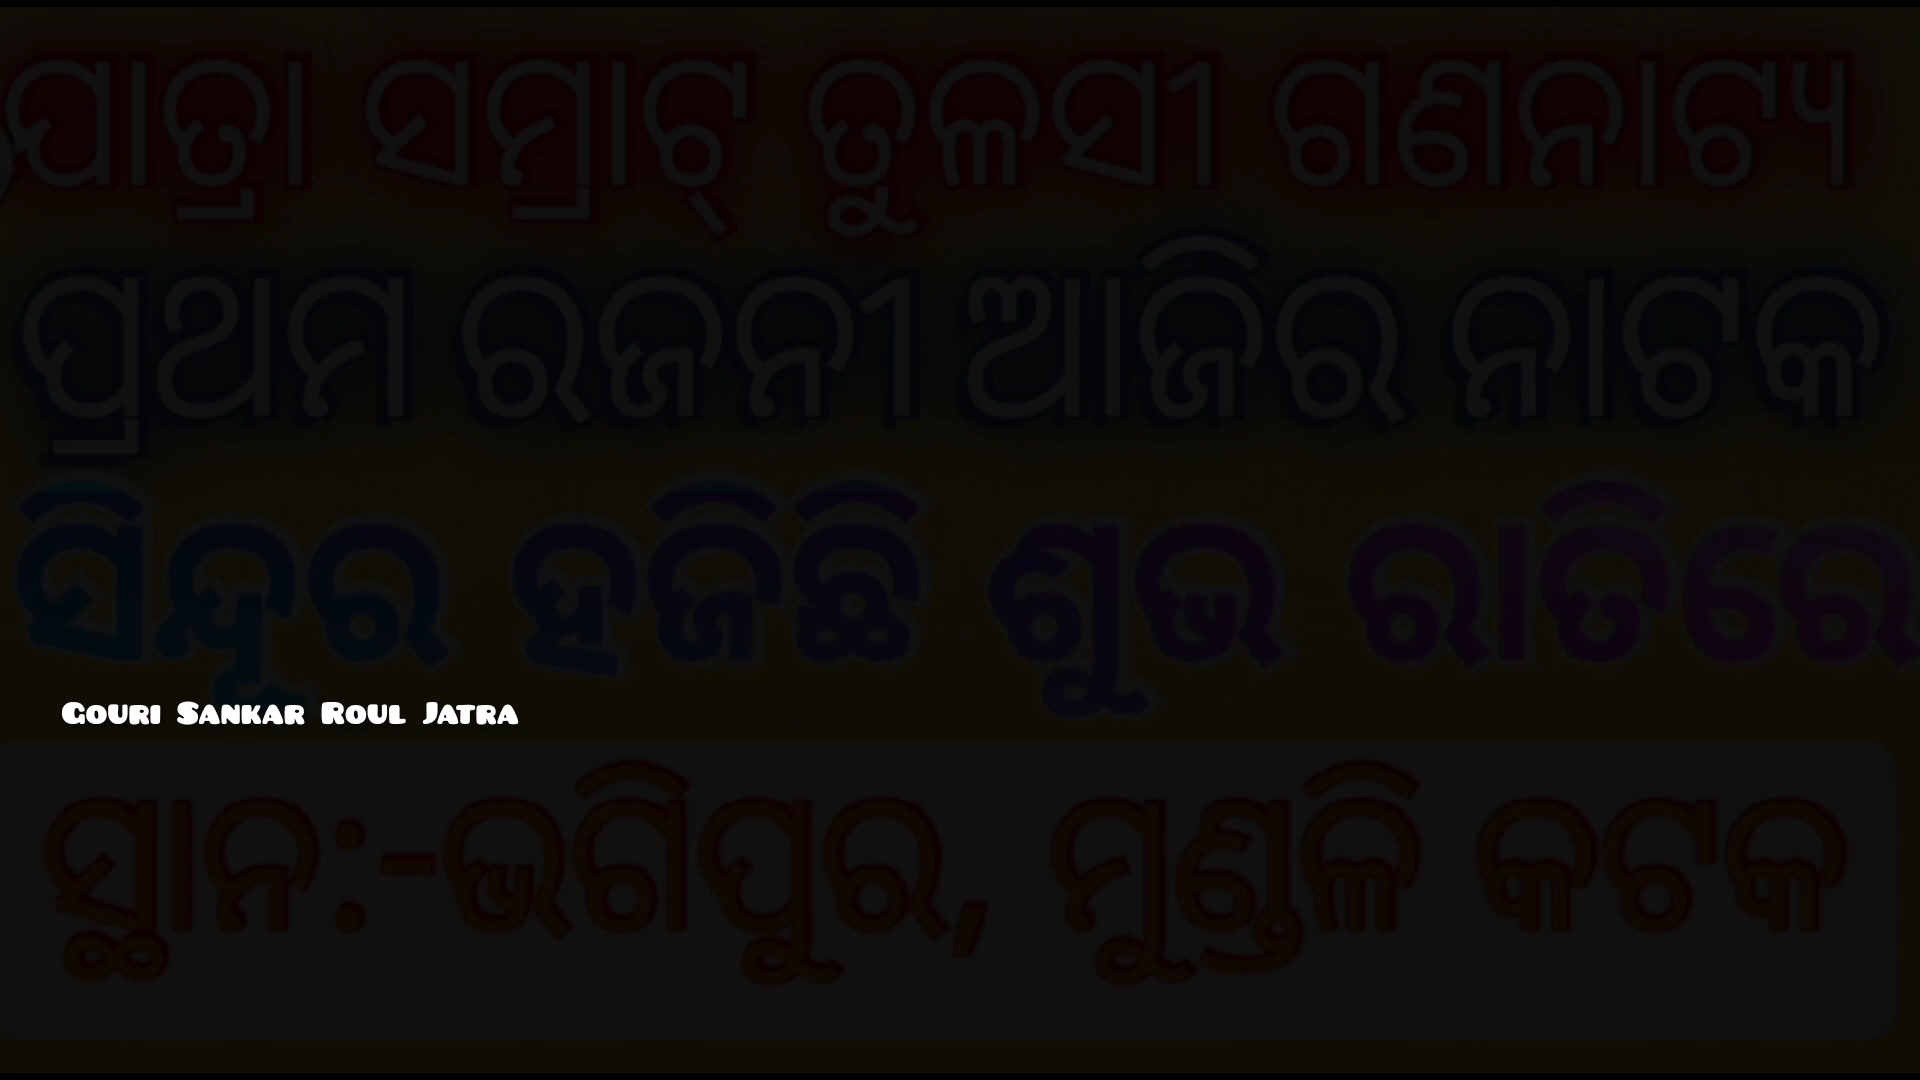 ଯାତ୍ରା ସମ୍ରାଟ୍ ତୁଳସୀ ଗଣନାଟ୍ୟ
ପ୍ରଥମ ରଜନୀ ଆଜିର ନାଟକ
ସିନ୍ଦୂର ହଜିଛି ଶୁଭ ରାତିରେ
Gouri Sankar Roul Jatra
ସ୍ଥାନ:-ଭଗିପୁର, ମୁଣ୍ଡଳି କଟକ